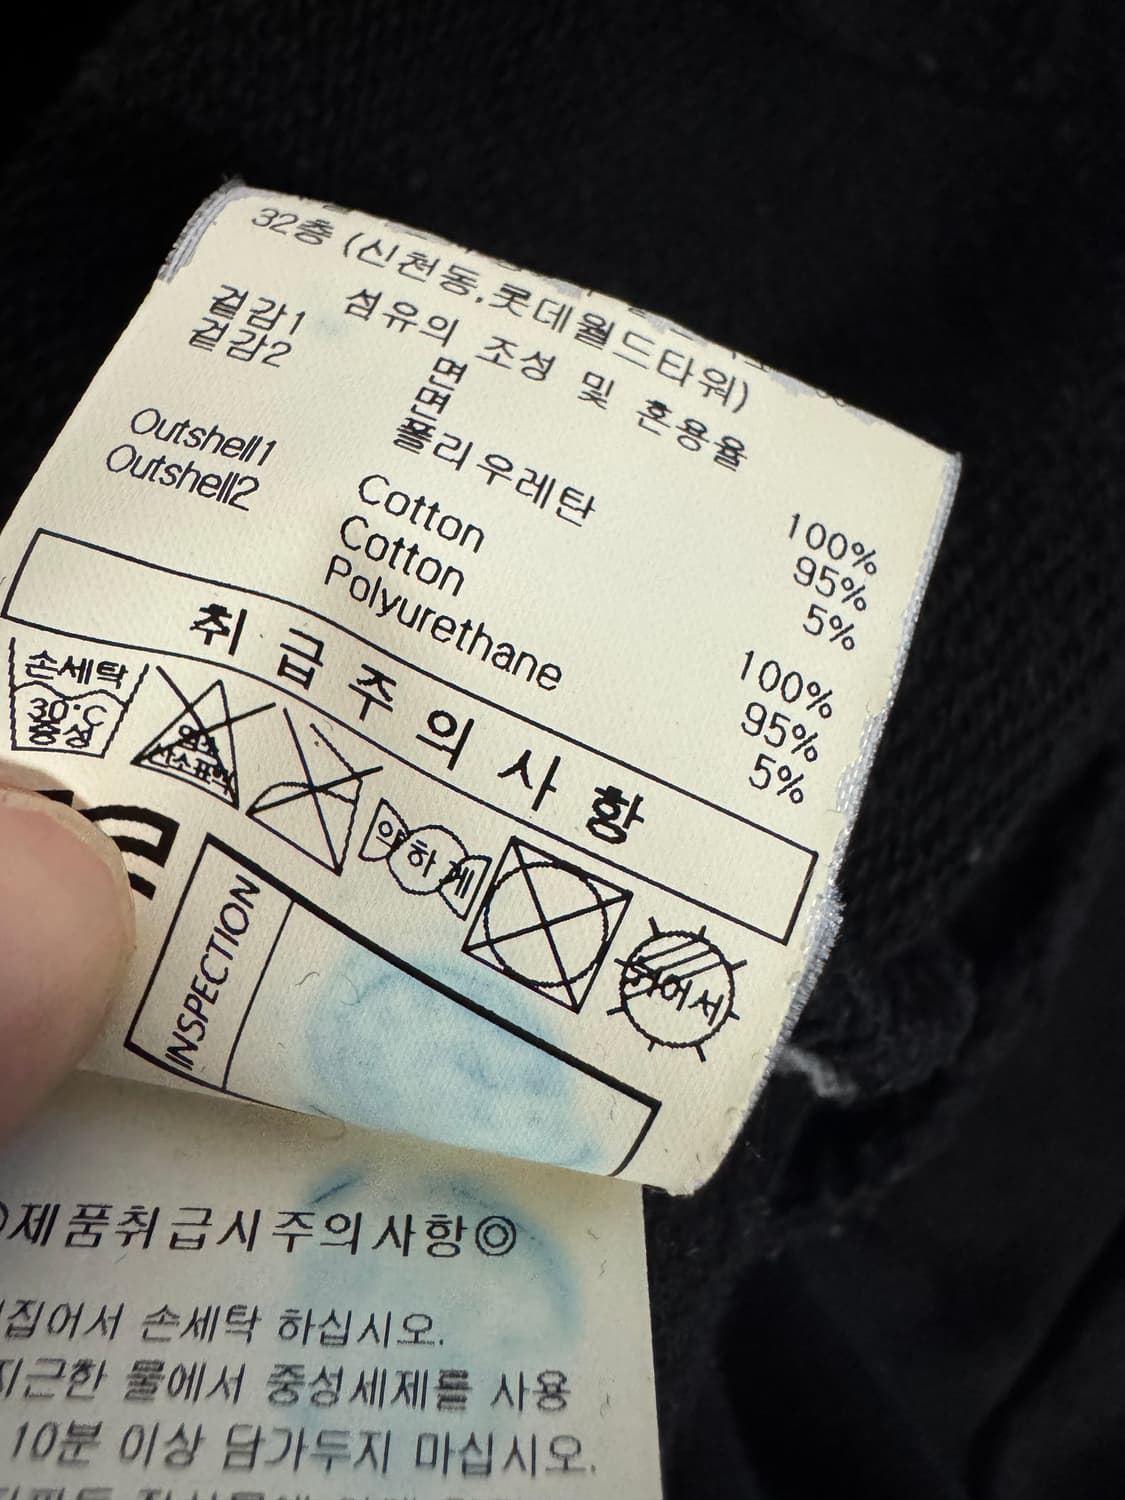 32층 (신천동,롯데월드타워)
섬유의 조성 및 혼용율
겉감1 면 100%
겉감2 면 95%
폴리우레탄 5%
Outshell1 Cotton 100%
Outshell2 Cotton 95%
Polyurethane 5%
취급주의사항
손세탁
30°C
중성
염소
약하게
뉘어서
INSPECTION
제품취급시주의사항◎
집어서 손세탁 하십시오.
지근한 물에서 중성세제를 사용
10분 이상 담가두지 마십시오.